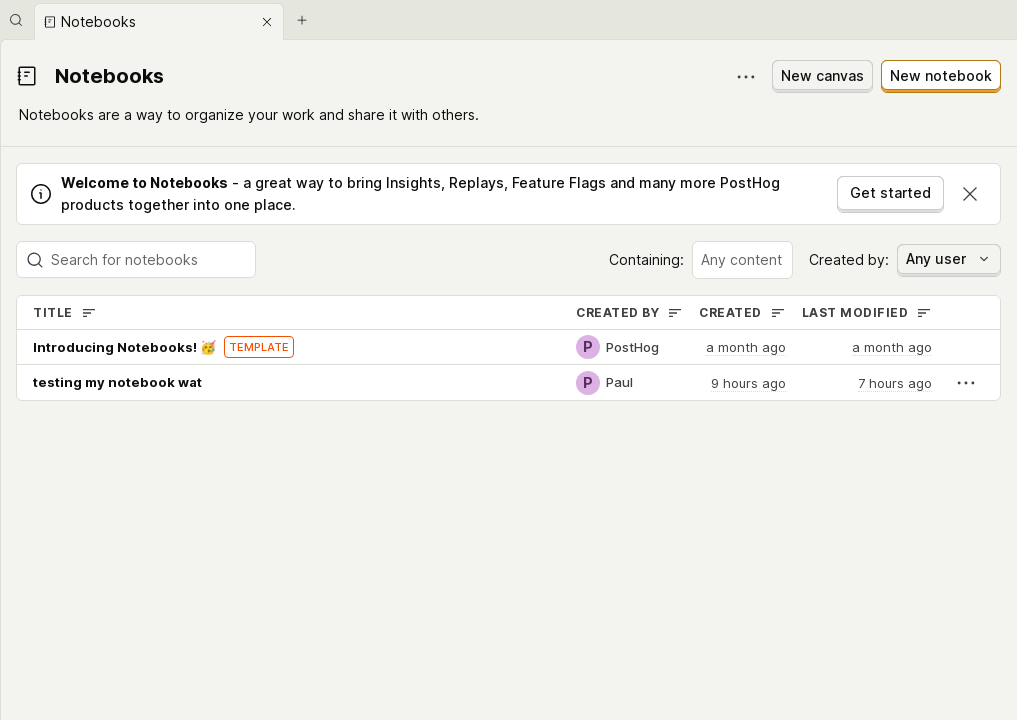 Notebooks
Notebooks
New canvas
New notebook
Notebooks are a way to organize your work and share it with others.
Welcome to Notebooks - a great way to bring Insights, Replays, Feature Flags and many more PostHog
products together into one place.
Get started
Search for notebooks
Containing:
Any content
Created by:
Any user
TITLE CREATED BY CREATED LAST MODIFIED
Introducing Notebooks! 🥳 TEMPLATE P PostHog a month ago a month ago
testing my notebook wat P Paul 9 hours ago 7 hours ago